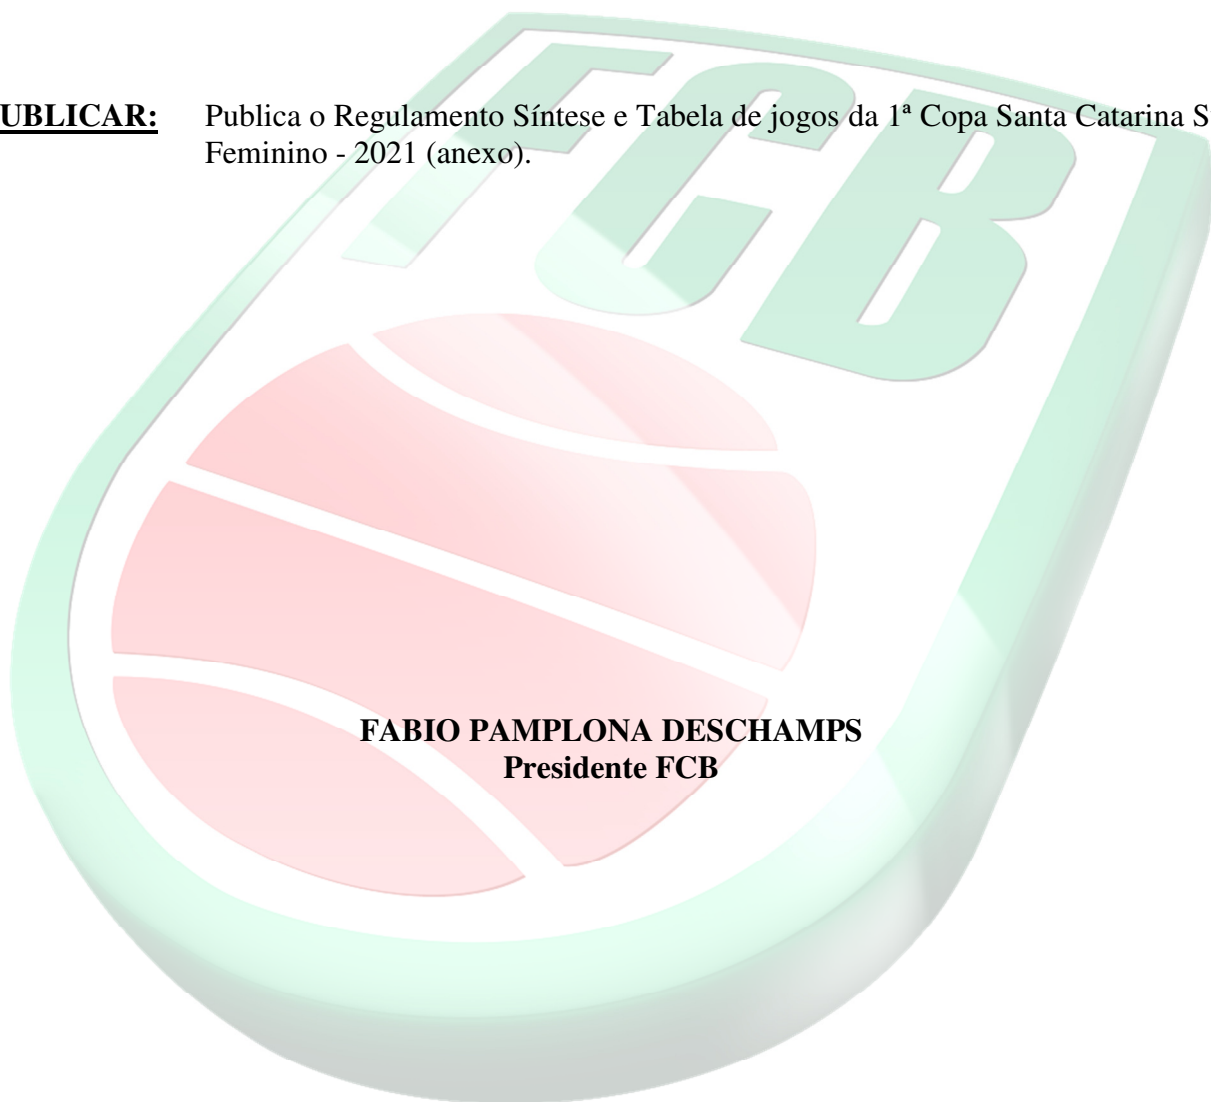 FCB
UBLICAR: Publica o Regulamento Síntese e Tabela de jogos da 1ª Copa Santa Catarina S
Feminino - 2021 (anexo).
FABIO PAMPLONA DESCHAMPS
Presidente FCB